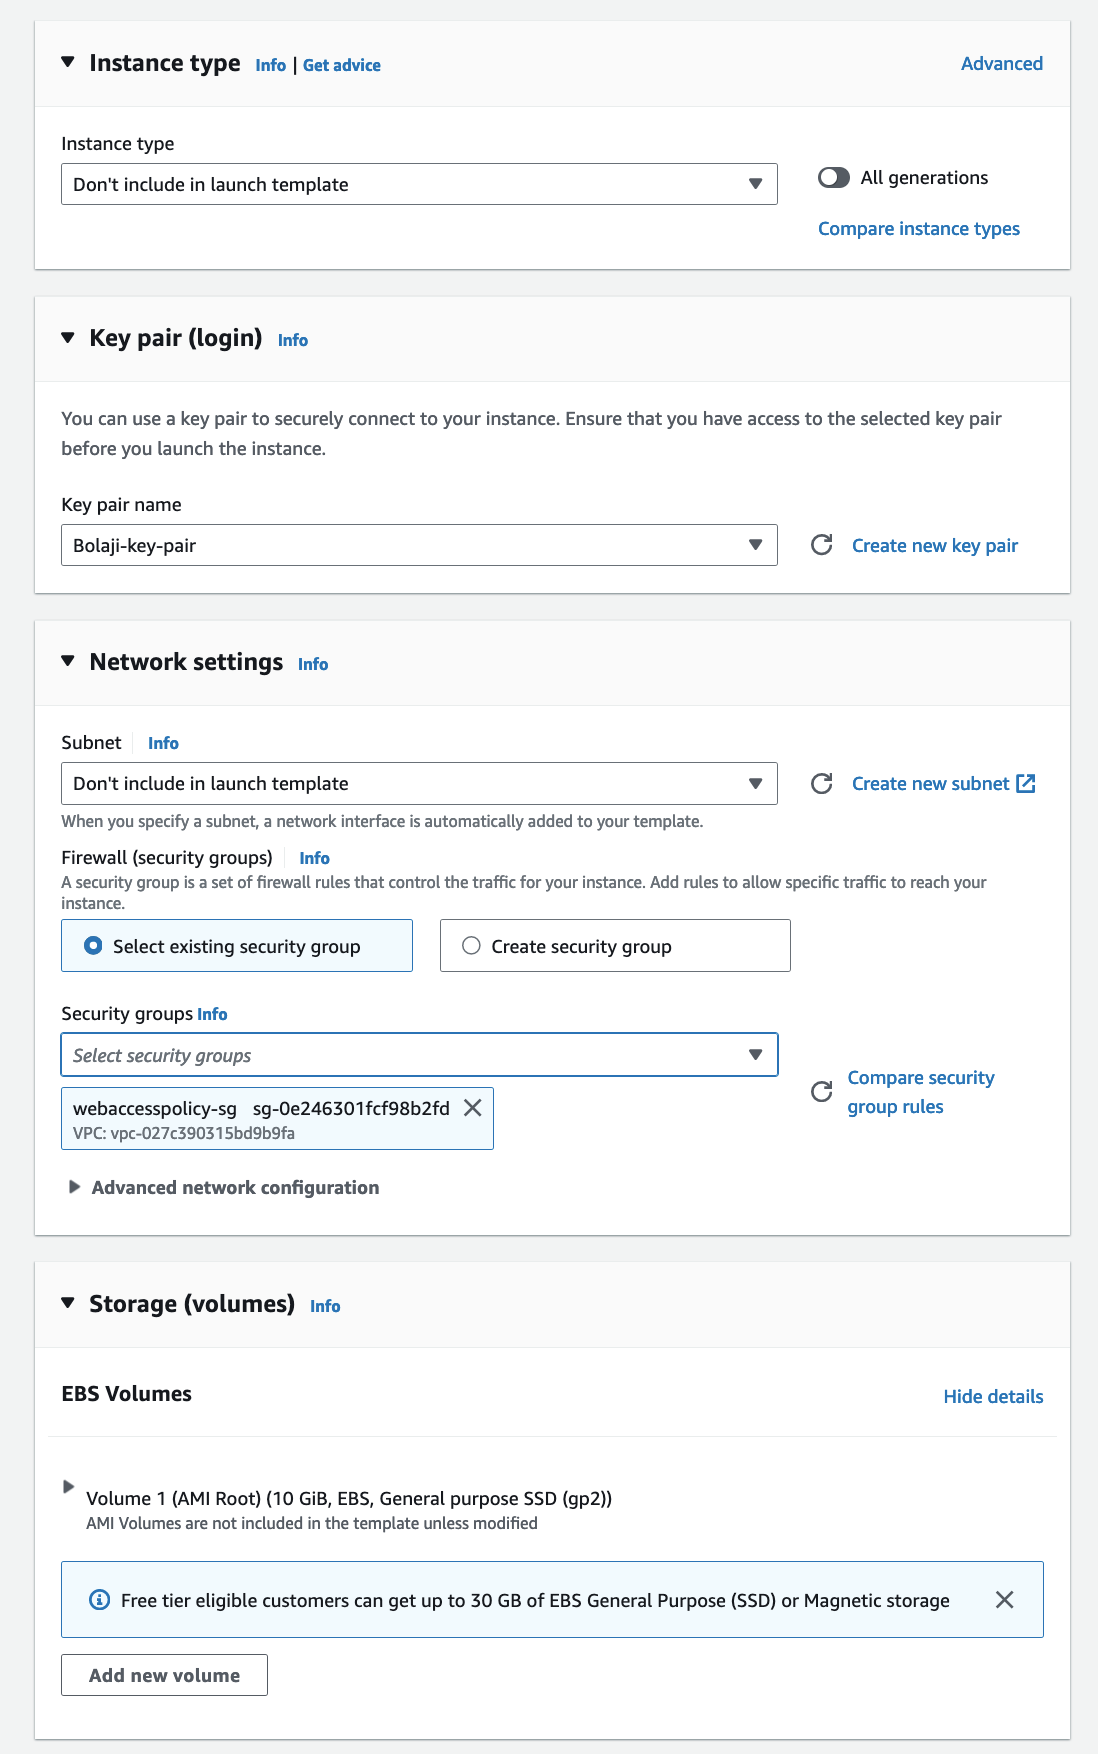 Instance type Info | Get advice Advanced
Instance type
Don't include in launch template
All generations
Compare instance types
Key pair (login) Info
You can use a key pair to securely connect to your instance. Ensure that you have access to the selected key pair
before you launch the instance.
Key pair name
Bolaji-key-pair
Create new key pair
Network settings Info
Subnet Info
Don't include in launch template
Create new subnet
When you specify a subnet, a network interface is automatically added to your template.
Firewall (security groups) Info
A security group is a set of firewall rules that control the traffic for your instance. Add rules to allow specific traffic to reach your
instance.
Select existing security group
Create security group
Security groups Info
Select security groups
Compare security
group rules
webaccesspolicy-sg sg-0e246301fcf98b2fd
VPC: vpc-027c390315bd9b9fa
Advanced network configuration
Storage (volumes) Info
EBS Volumes
Hide details
Volume 1 (AMI Root) (10 GiB, EBS, General purpose SSD (gp2))
AMI Volumes are not included in the template unless modified
Free tier eligible customers can get up to 30 GB of EBS General Purpose (SSD) or Magnetic storage
Add new volume